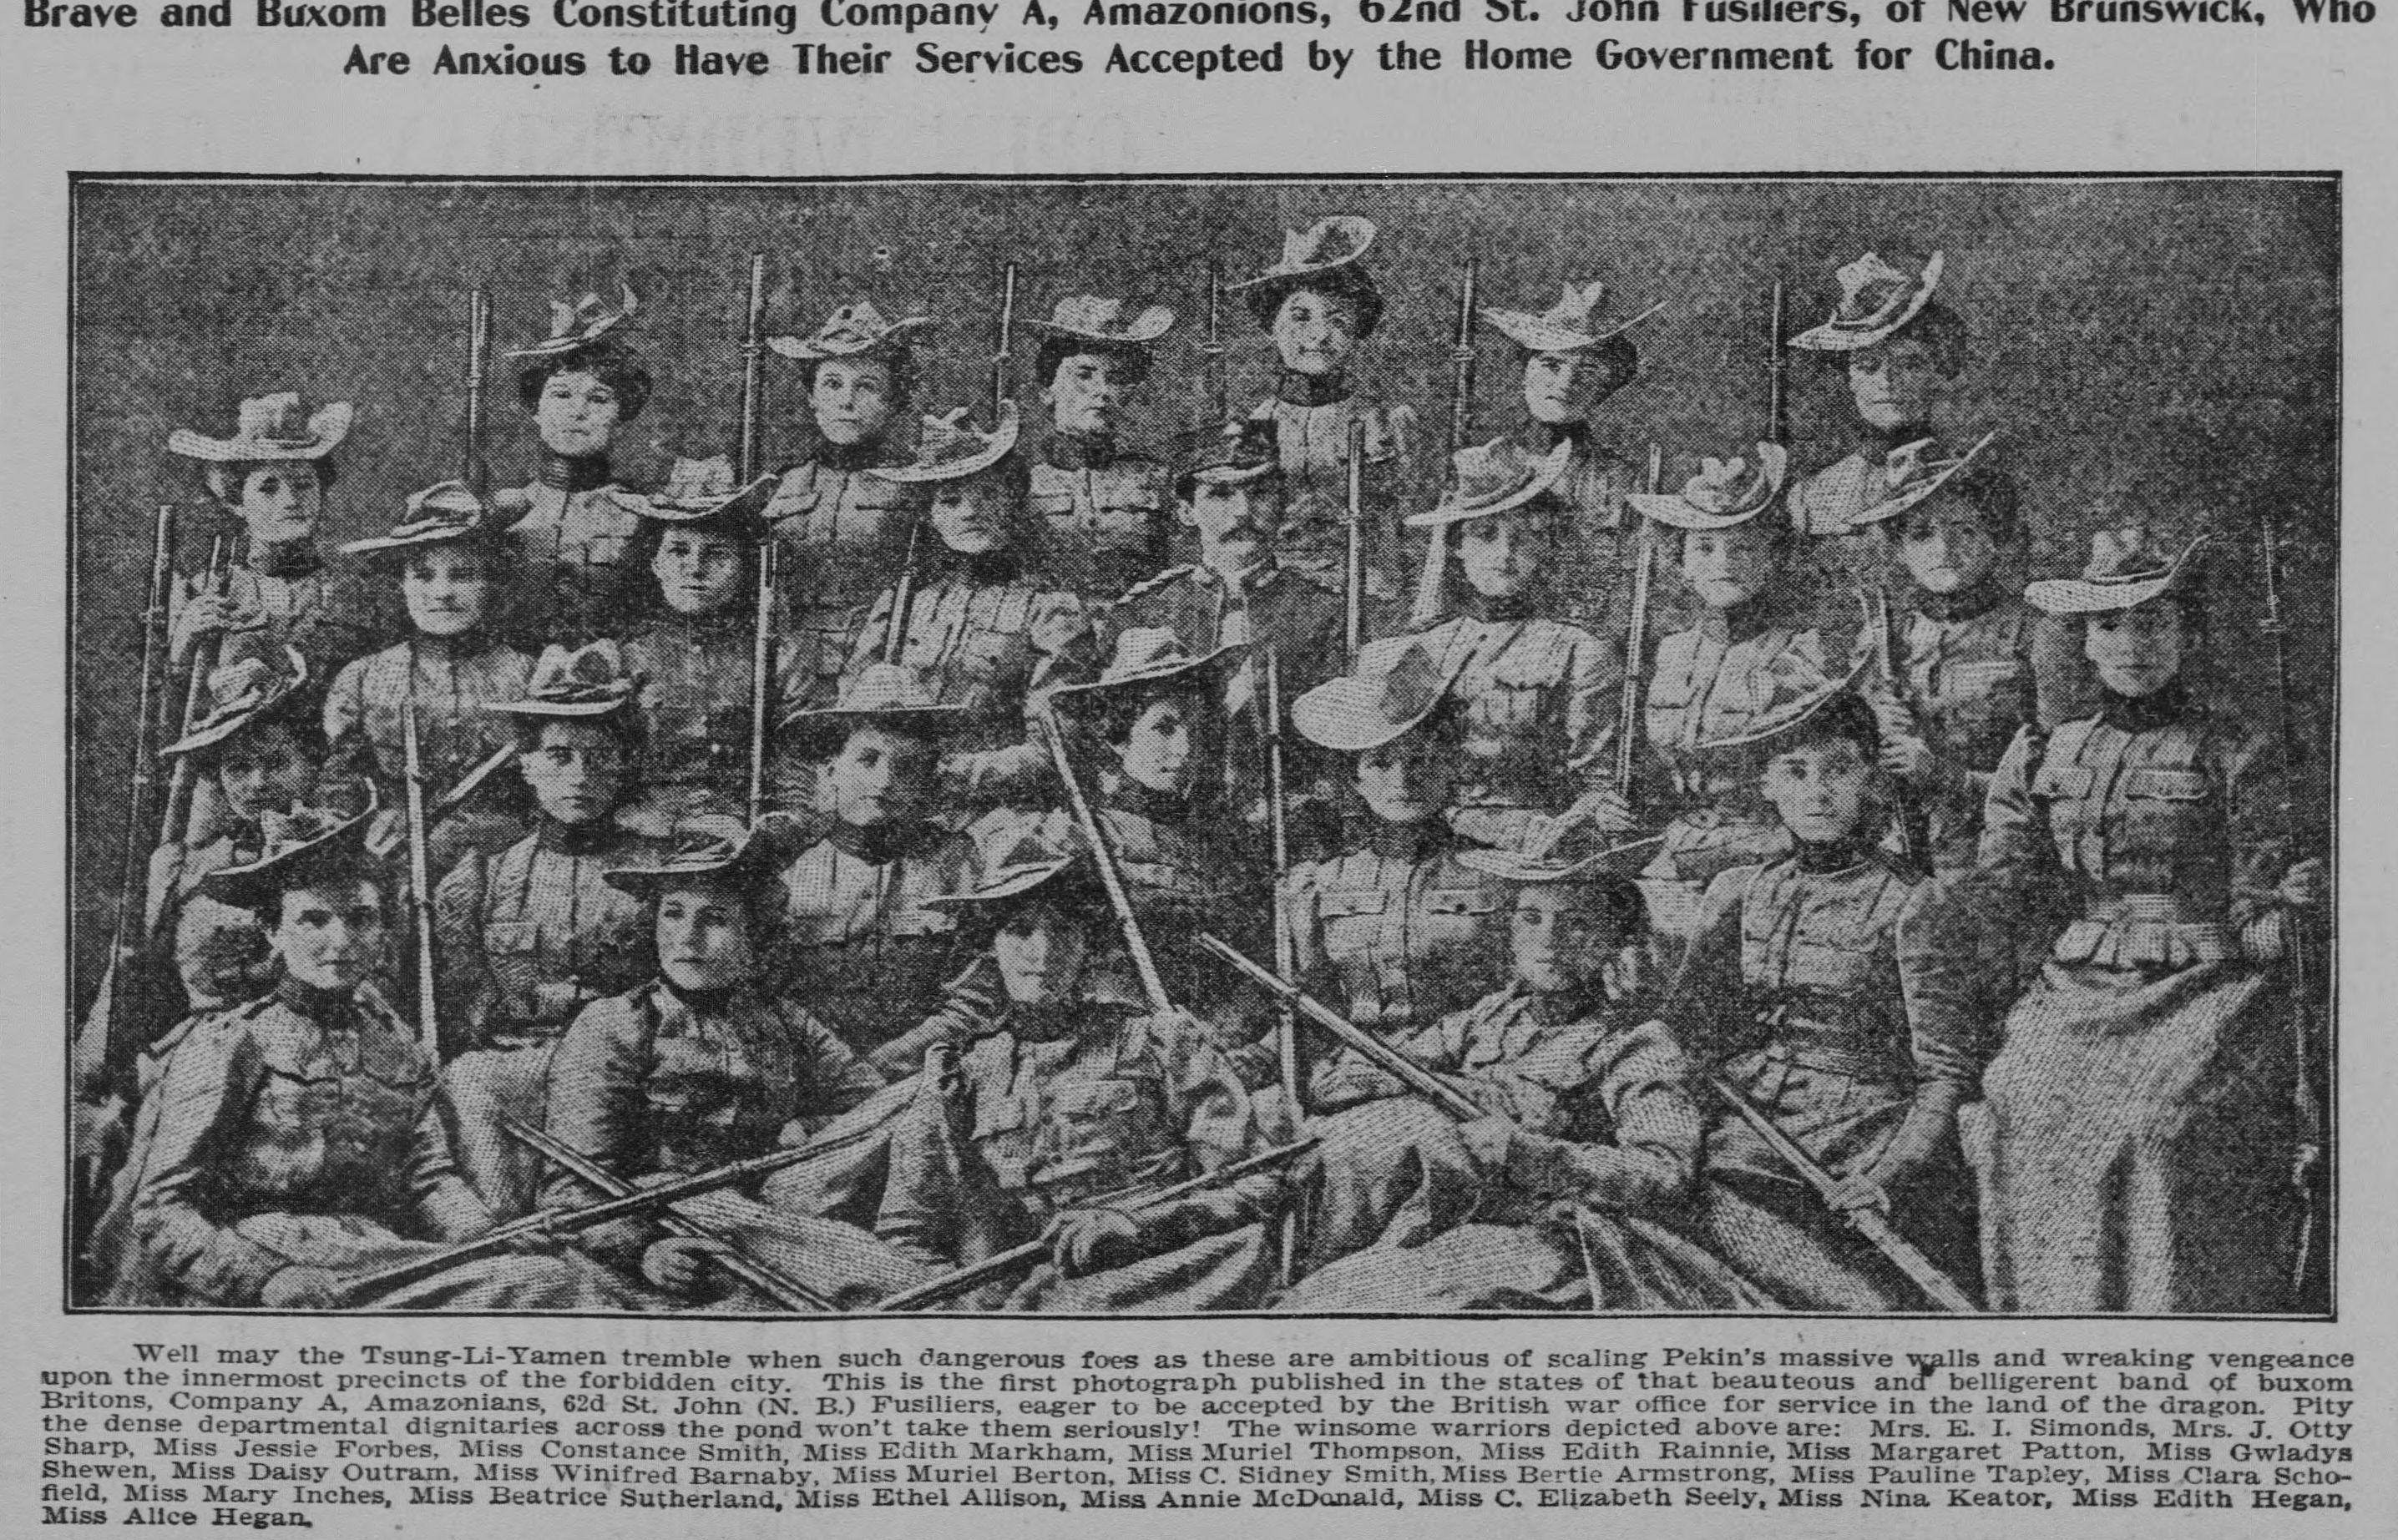 Brave and Buxom Belles Constituting Company A, Amazonions, 62nd St. John Fusiliers, of New Brunswick, Who
Are Anxious to Have Their Services Accepted by the Home Government for China.
Well may the Tsung-Li-Yamen tremble when such dangerous foes as these are ambitious of scaling Pekin's massive walls and wreaking vengeance
upon the innermost precincts of the forbidden city. This is the first photograph published in the states of that beauteous and belligerent band of buxom
Britons, Company A, Amazonians, 62d St. John (N. B.) Fusiliers, eager to be accepted by the British war office for service in the land of the dragon. Pity
the dense departmental dignitaries across the pond won't take them seriously! The winsome warriors depicted above are: Mrs. E. I. Simonds, Mrs. J. Otty
Sharp, Miss Jessie Forbes, Miss Constance Smith, Miss Edith Markham, Miss Muriel Thompson, Miss Edith Rainnie, Miss Margaret Patton, Miss Gwladys
Shewen, Miss Daisy Outram, Miss Winifred Barnaby, Miss Muriel Berton, Miss C. Sidney Smith, Miss Bertie Armstrong, Miss Pauline Tapley, Miss Clara Scho-
field, Miss Mary Inches, Miss Beatrice Sutherland, Miss Ethel Allison, Miss Annie McDonald, Miss C. Elizabeth Seely, Miss Nina Keator, Miss Edith Hegan,
Miss Alice Hegan.